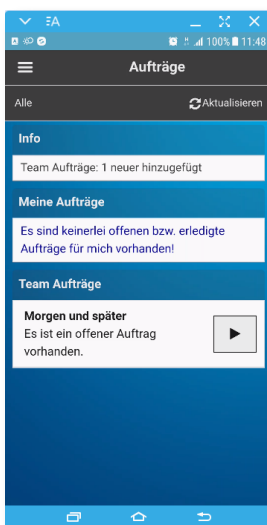 100% 11:48
Aufträge
Alle Aktualisieren
Info
Team Aufträge: 1 neuer hinzugefügt
Meine Aufträge
Es sind keinerlei offenen bzw. erledigte
Aufträge für mich vorhanden!
Team Aufträge
Morgen und später
Es ist ein offener Auftrag
vorhanden.